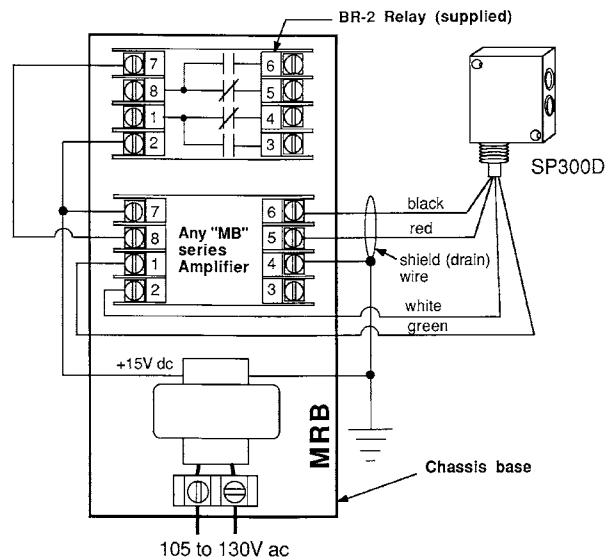 BR-2 Relay (supplied)
7
8
1
2
6
5
4
3
SP300D
7
8
1
2
Any "MB"
series
Amplifier
6
5
4
3
black
red
shield (drain)
wire
white
green
+15V dc
MRB
Chassis base
105 to 130V ac